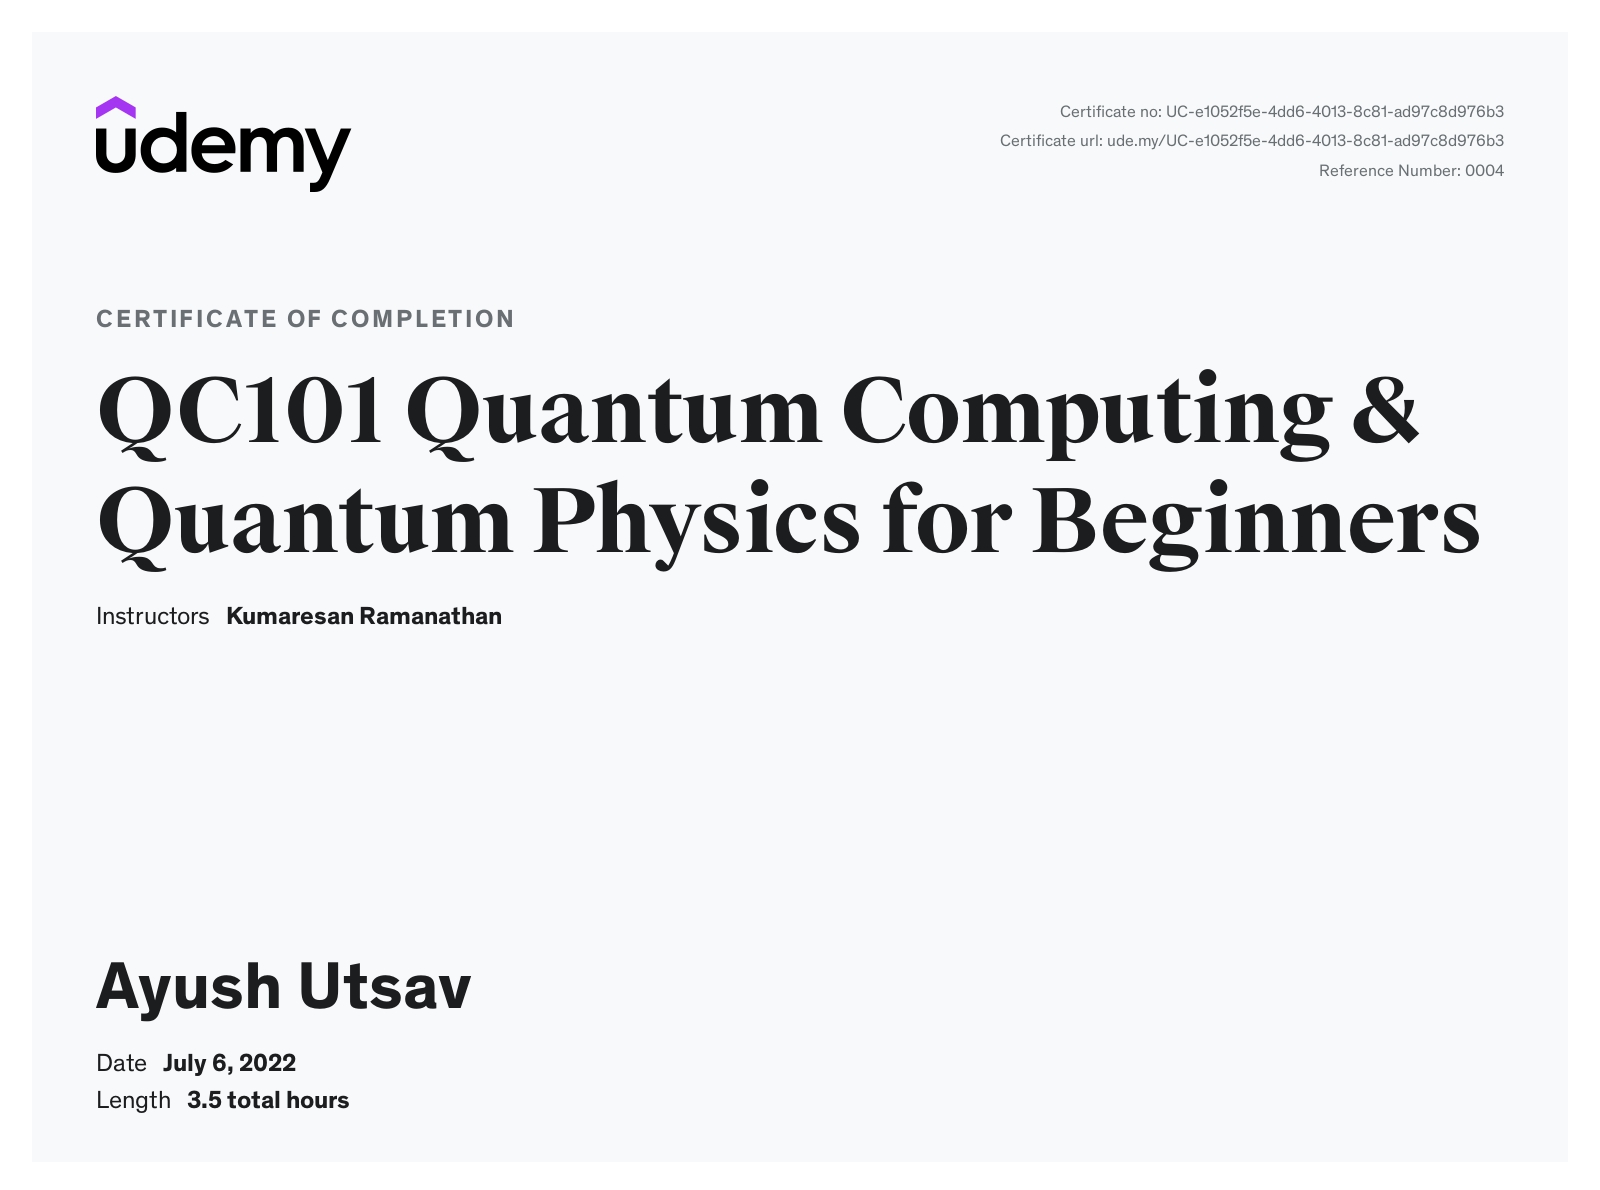 udemy
Certificate no: UC-e1052f5e-4dd6-4013-8c81-ad97c8d976b3
Certificate url: ude.my/UC-e1052f5e-4dd6-4013-8c81-ad97c8d976b3
Reference Number: 0004
CERTIFICATE OF COMPLETION
QC101 Quantum Computing &
Quantum Physics for Beginners
Instructors Kumaresan Ramanathan
Ayush Utsav
Date July 6, 2022
Length 3.5 total hours